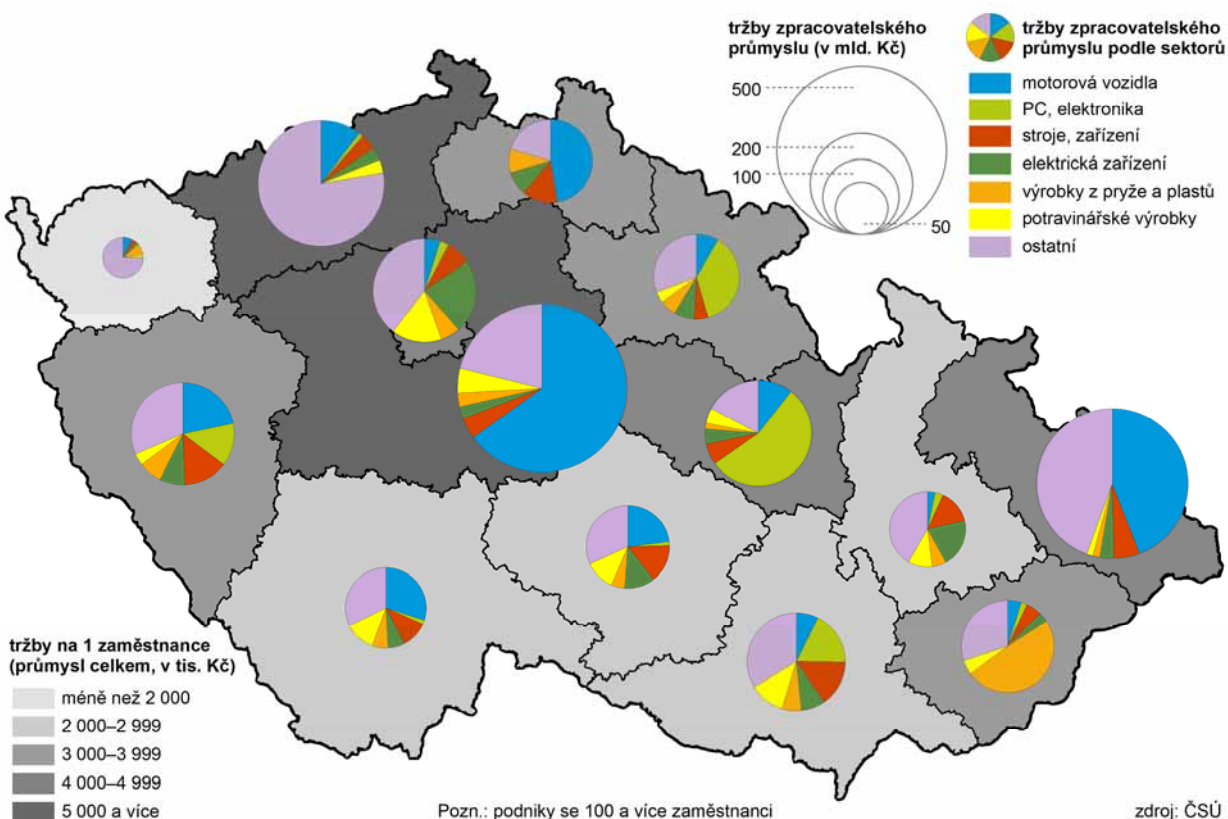 tržby zpracovatelského
průmyslu (v mld. Kč)
500
200
100
50
tržby zpracovatelského
průmyslu podle sektorů
motorová vozidla
PC, elektronika
stroje, zařízení
elektrická zařízení
výrobky z pryže a plastů
potravinářské výrobky
ostatní
tržby na 1 zaměstnance
(průmysl celkem, v tis. Kč)
méně než 2 000
2 000–2 999
3 000–3 999
4 000–4 999
5 000 a více
Pozn.: podniky se 100 a více zaměstnanci
zdroj: ČSÚ